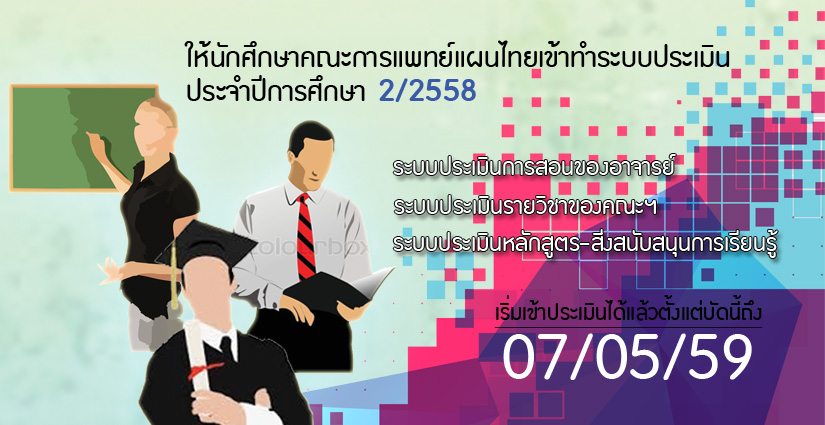 ให้นักศึกษาคณะการแพทย์แผนไทยเข้าทำระบบประเมิน
ประจำปีการศึกษา 2/2558
ระบบประเมินการสอนของอาจารย์
ระบบประเมินรายวิชาของคณะฯ
colourbox
ระบบประเมินหลักสูตร-สิ่งสนับสนุนการเรียนรู้
เริ่มเข้าประเมินได้แล้วตั้งแต่บัดนี้ถึง
07/05/59